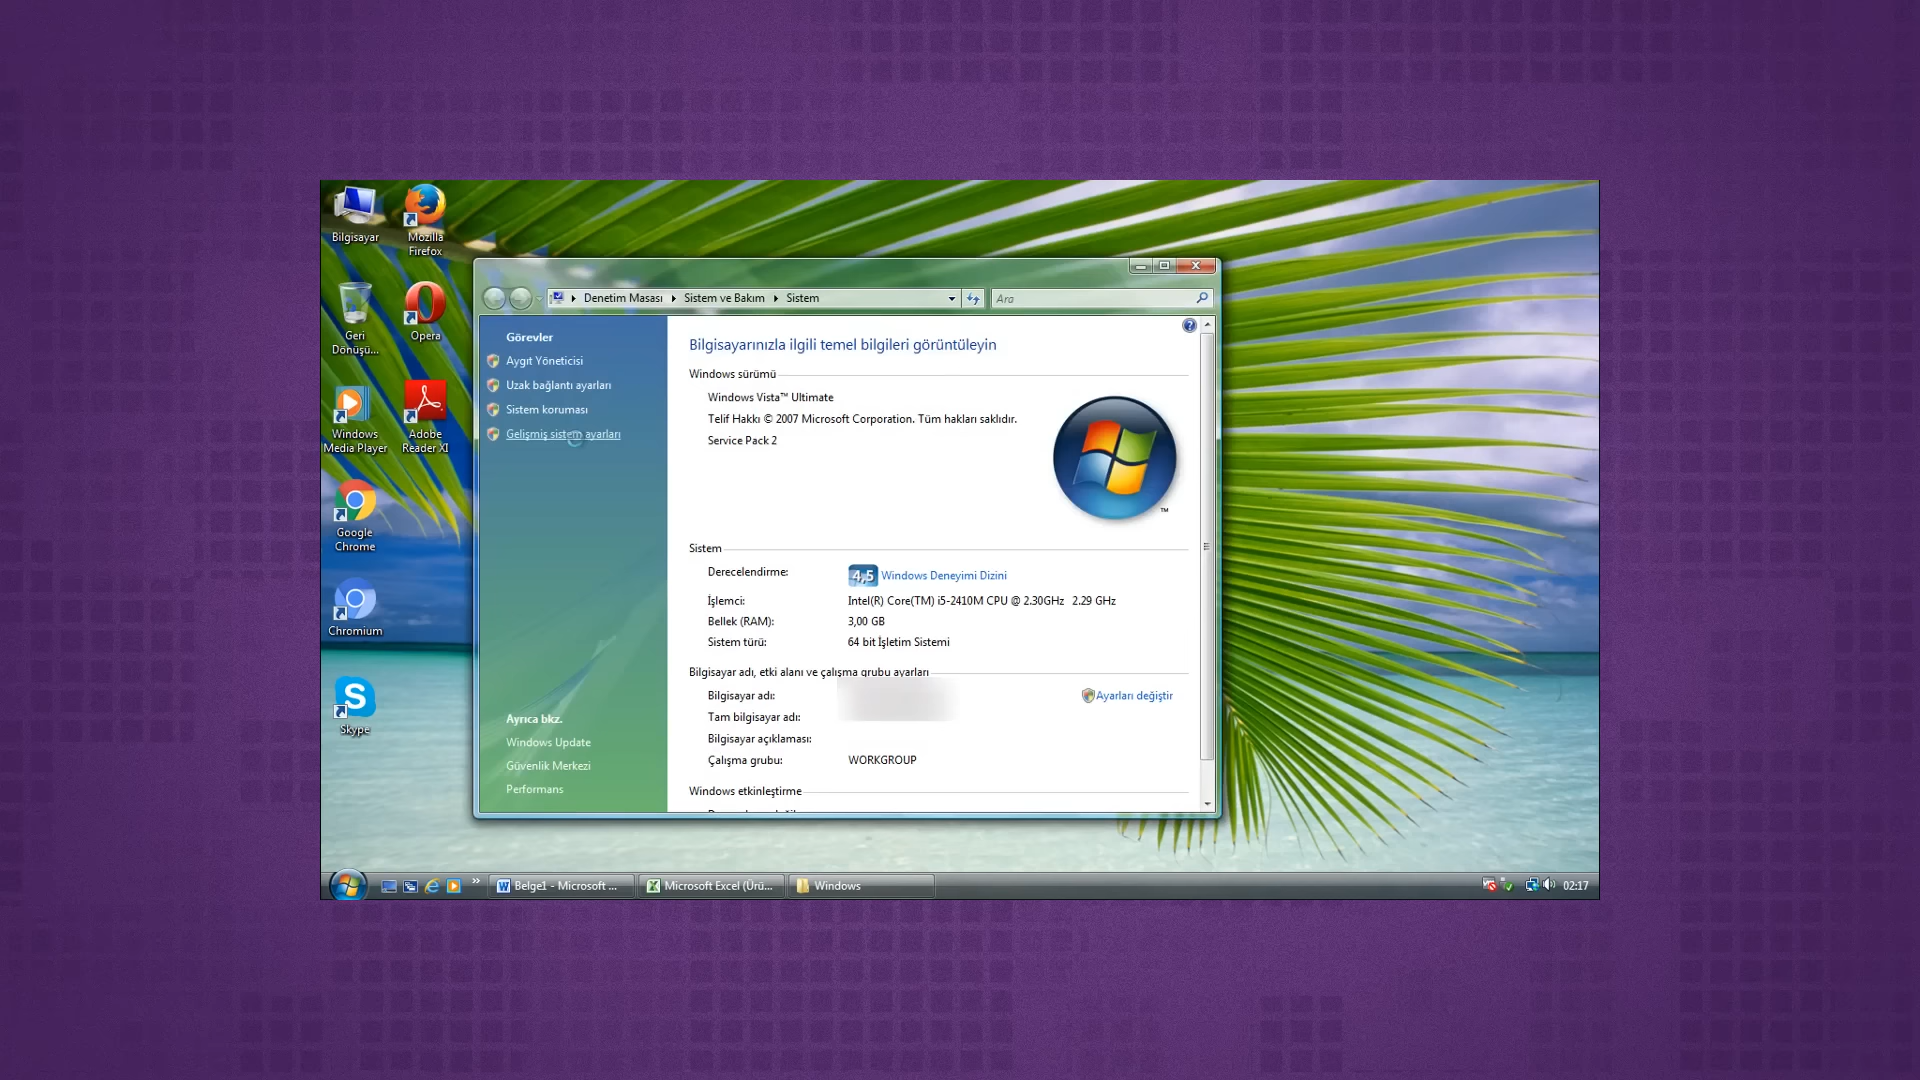 Bilgisayar
Mozilla
Firefox
Geri
Dönüşü...
Opera
Windows
Media Player
Adobe
Reader XI
Google
Chrome
Chromium
Skype
Denetim Masası
Sistem ve Bakım
Sistem
Ara
Görevler
Aygıt Yöneticisi
Uzak bağlantı ayarları
Sistem koruması
Gelişmiş sistem ayarları
Ayrıca bkz.
Windows Update
Güvenlik Merkezi
Performans
Bilgisayarınızla ilgili temel bilgileri görüntüleyin
Windows sürümü
Windows Vista™ Ultimate
Telif Hakkı © 2007 Microsoft Corporation. Tüm hakları saklıdır.
Service Pack 2
TM
Sistem
Derecelendirme: 4,5 Windows Deneyimi Dizini
İşlemci: Intel(R) Core(TM) i5-2410M CPU @ 2.30GHz 2.29 GHz
Bellek (RAM): 3,00 GB
Sistem türü: 64 bit İşletim Sistemi
Bilgisayar adı, etki alanı ve çalışma grubu ayarları
Bilgisayar adı: Ayarları değiştir
Tam bilgisayar adı:
Bilgisayar açıklaması:
Çalışma grubu: WORKGROUP
Windows etkinleştirme
Belge1 - Microsoft ...
Microsoft Excel (Ürü...
Windows
02:17